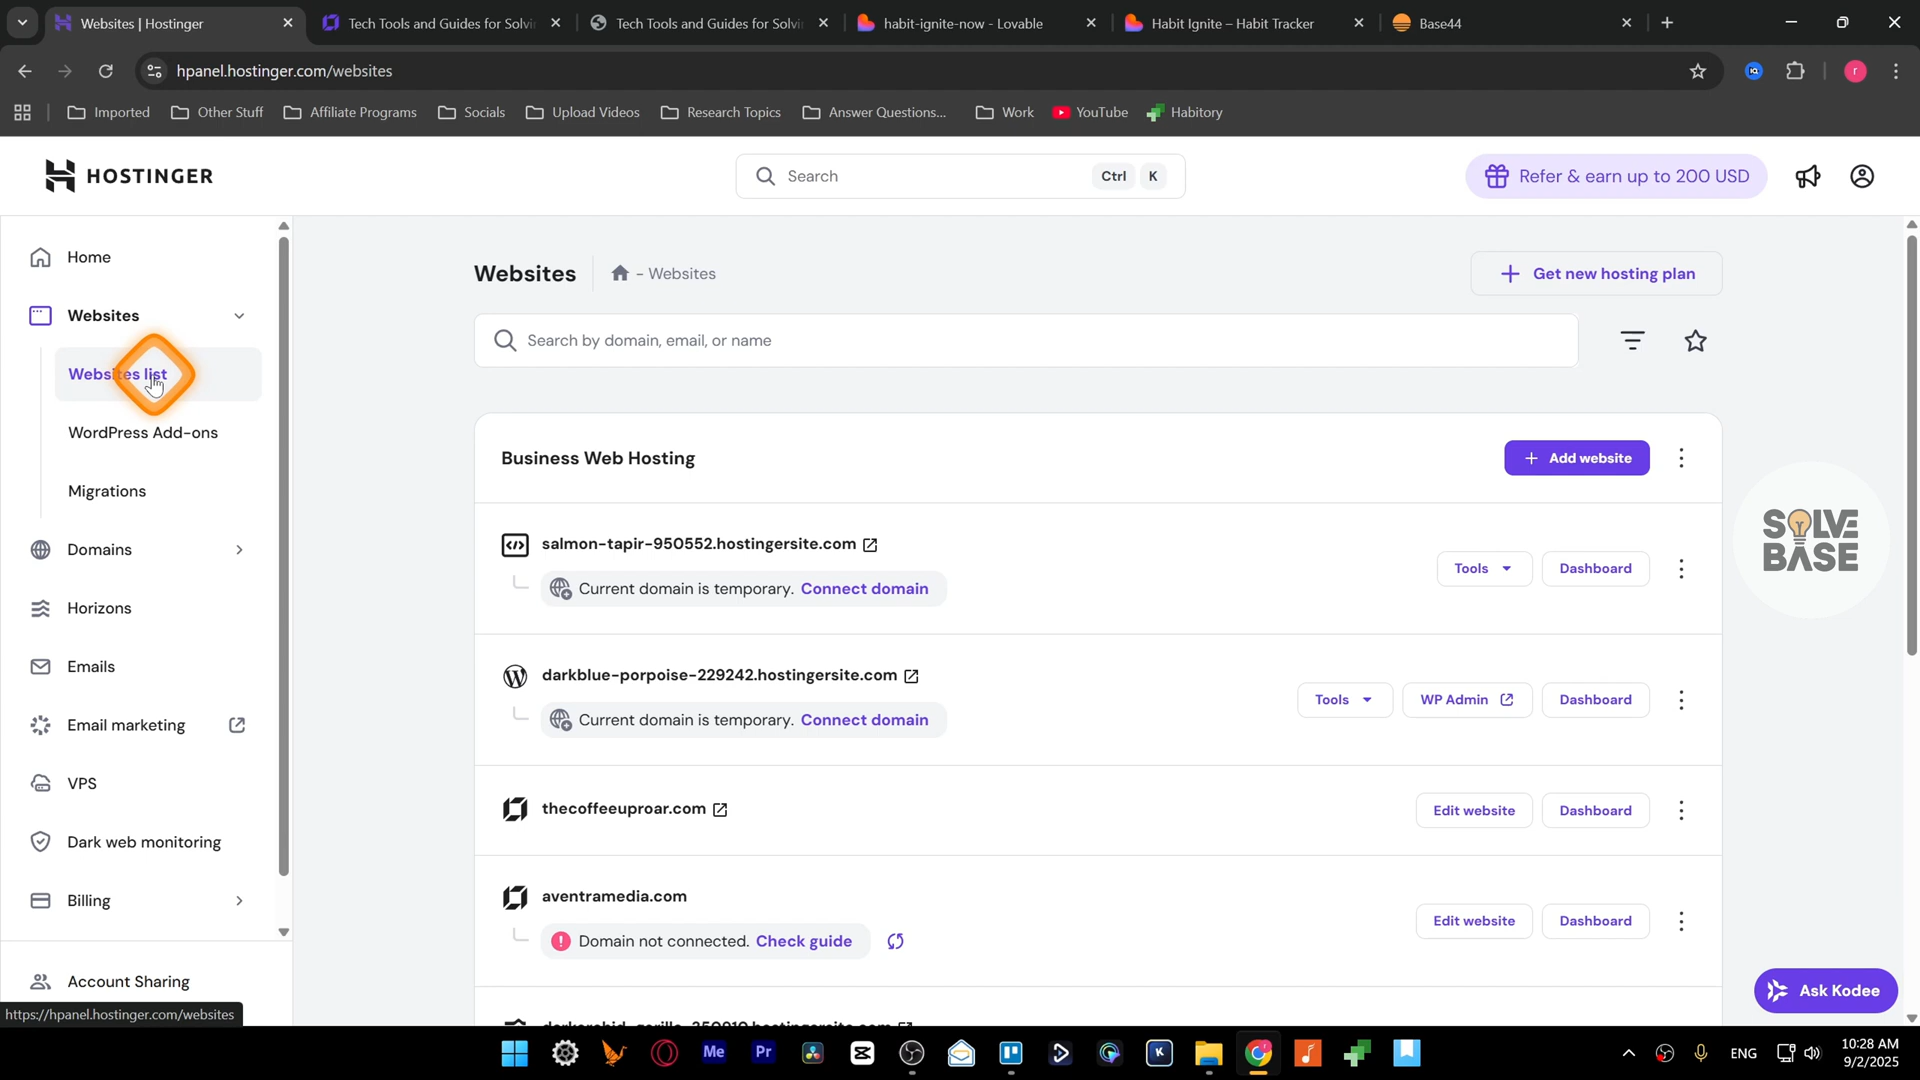 Websites | Hostinger
Tech Tools and Guides for Solvi
Tech Tools and Guides for Solvi
habit-ignite-now - Lovable
Habit Ignite – Habit Tracker
Base44
hpanel.hostinger.com/websites
r
Imported
Other Stuff
Affiliate Programs
Socials
Upload Videos
Research Topics
Answer Questions...
Work
YouTube
Habitory
HOSTINGER
Search
Ctrl
K
Refer & earn up to 200 USD
Home
Websites
Websites list
WordPress Add-ons
Migrations
Domains
Horizons
Emails
Email marketing
VPS
Dark web monitoring
Billing
Account Sharing
https://hpanel.hostinger.com/websites
Websites
- Websites
Get new hosting plan
Search by domain, email, or name
Business Web Hosting
Add website
salmon-tapir-950552.hostingersite.com
Current domain is temporary. Connect domain
Tools
Dashboard
darkblue-porpoise-229242.hostingersite.com
Current domain is temporary. Connect domain
Tools
WP Admin
Dashboard
thecoffeeuproar.com
Edit website
Dashboard
aventramedia.com
Domain not connected. Check guide
Edit website
Dashboard
SOLVE
BASE
Ask Kodee
Me
Pr
K
ENG
10:28 AM
9/2/2025